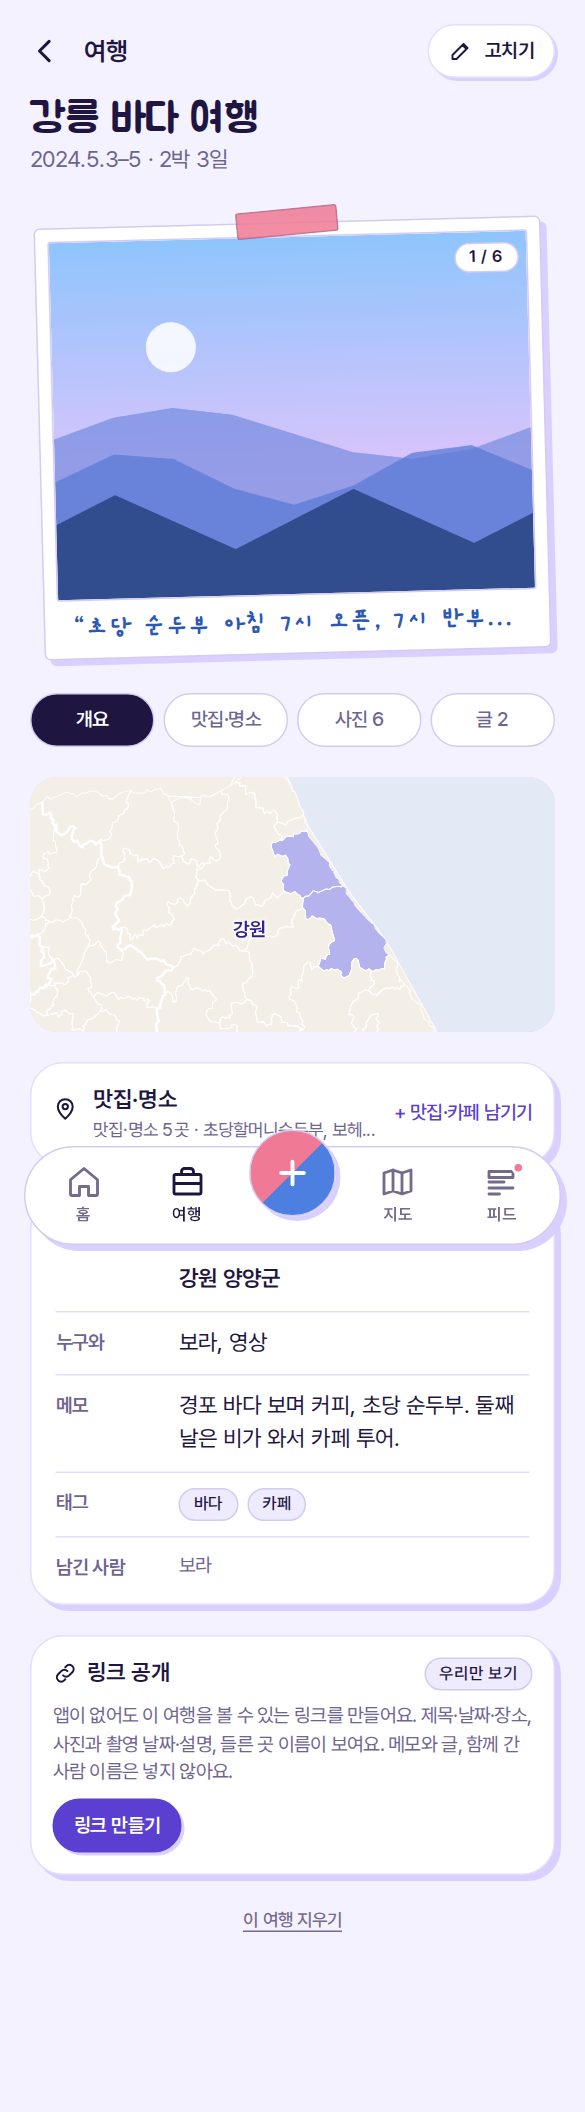 여행
고치기
강릉 바다 여행
2024.5.3–5 · 2박 3일
1 / 6
“초당 순두부 아침 7시 오픈, 7시 반부...
개요
맛집·명소
사진 6
글 2
강원
맛집·명소
+ 맛집·카페 남기기
맛집·명소 5곳 · 초당할머니순두부, 보헤...
홈
여행
지도
피드
강원 양양군
누구와
보라, 영상
메모
경포 바다 보며 커피, 초당 순두부. 둘째
날은 비가 와서 카페 투어.
태그
바다
카페
남긴 사람
보라
링크 공개
우리만 보기
앱이 없어도 이 여행을 볼 수 있는 링크를 만들어요. 제목·날짜·장소,
사진과 촬영 날짜·설명, 들른 곳 이름이 보여요. 메모와 글, 함께 간
사람 이름은 넣지 않아요.
링크 만들기
이 여행 지우기